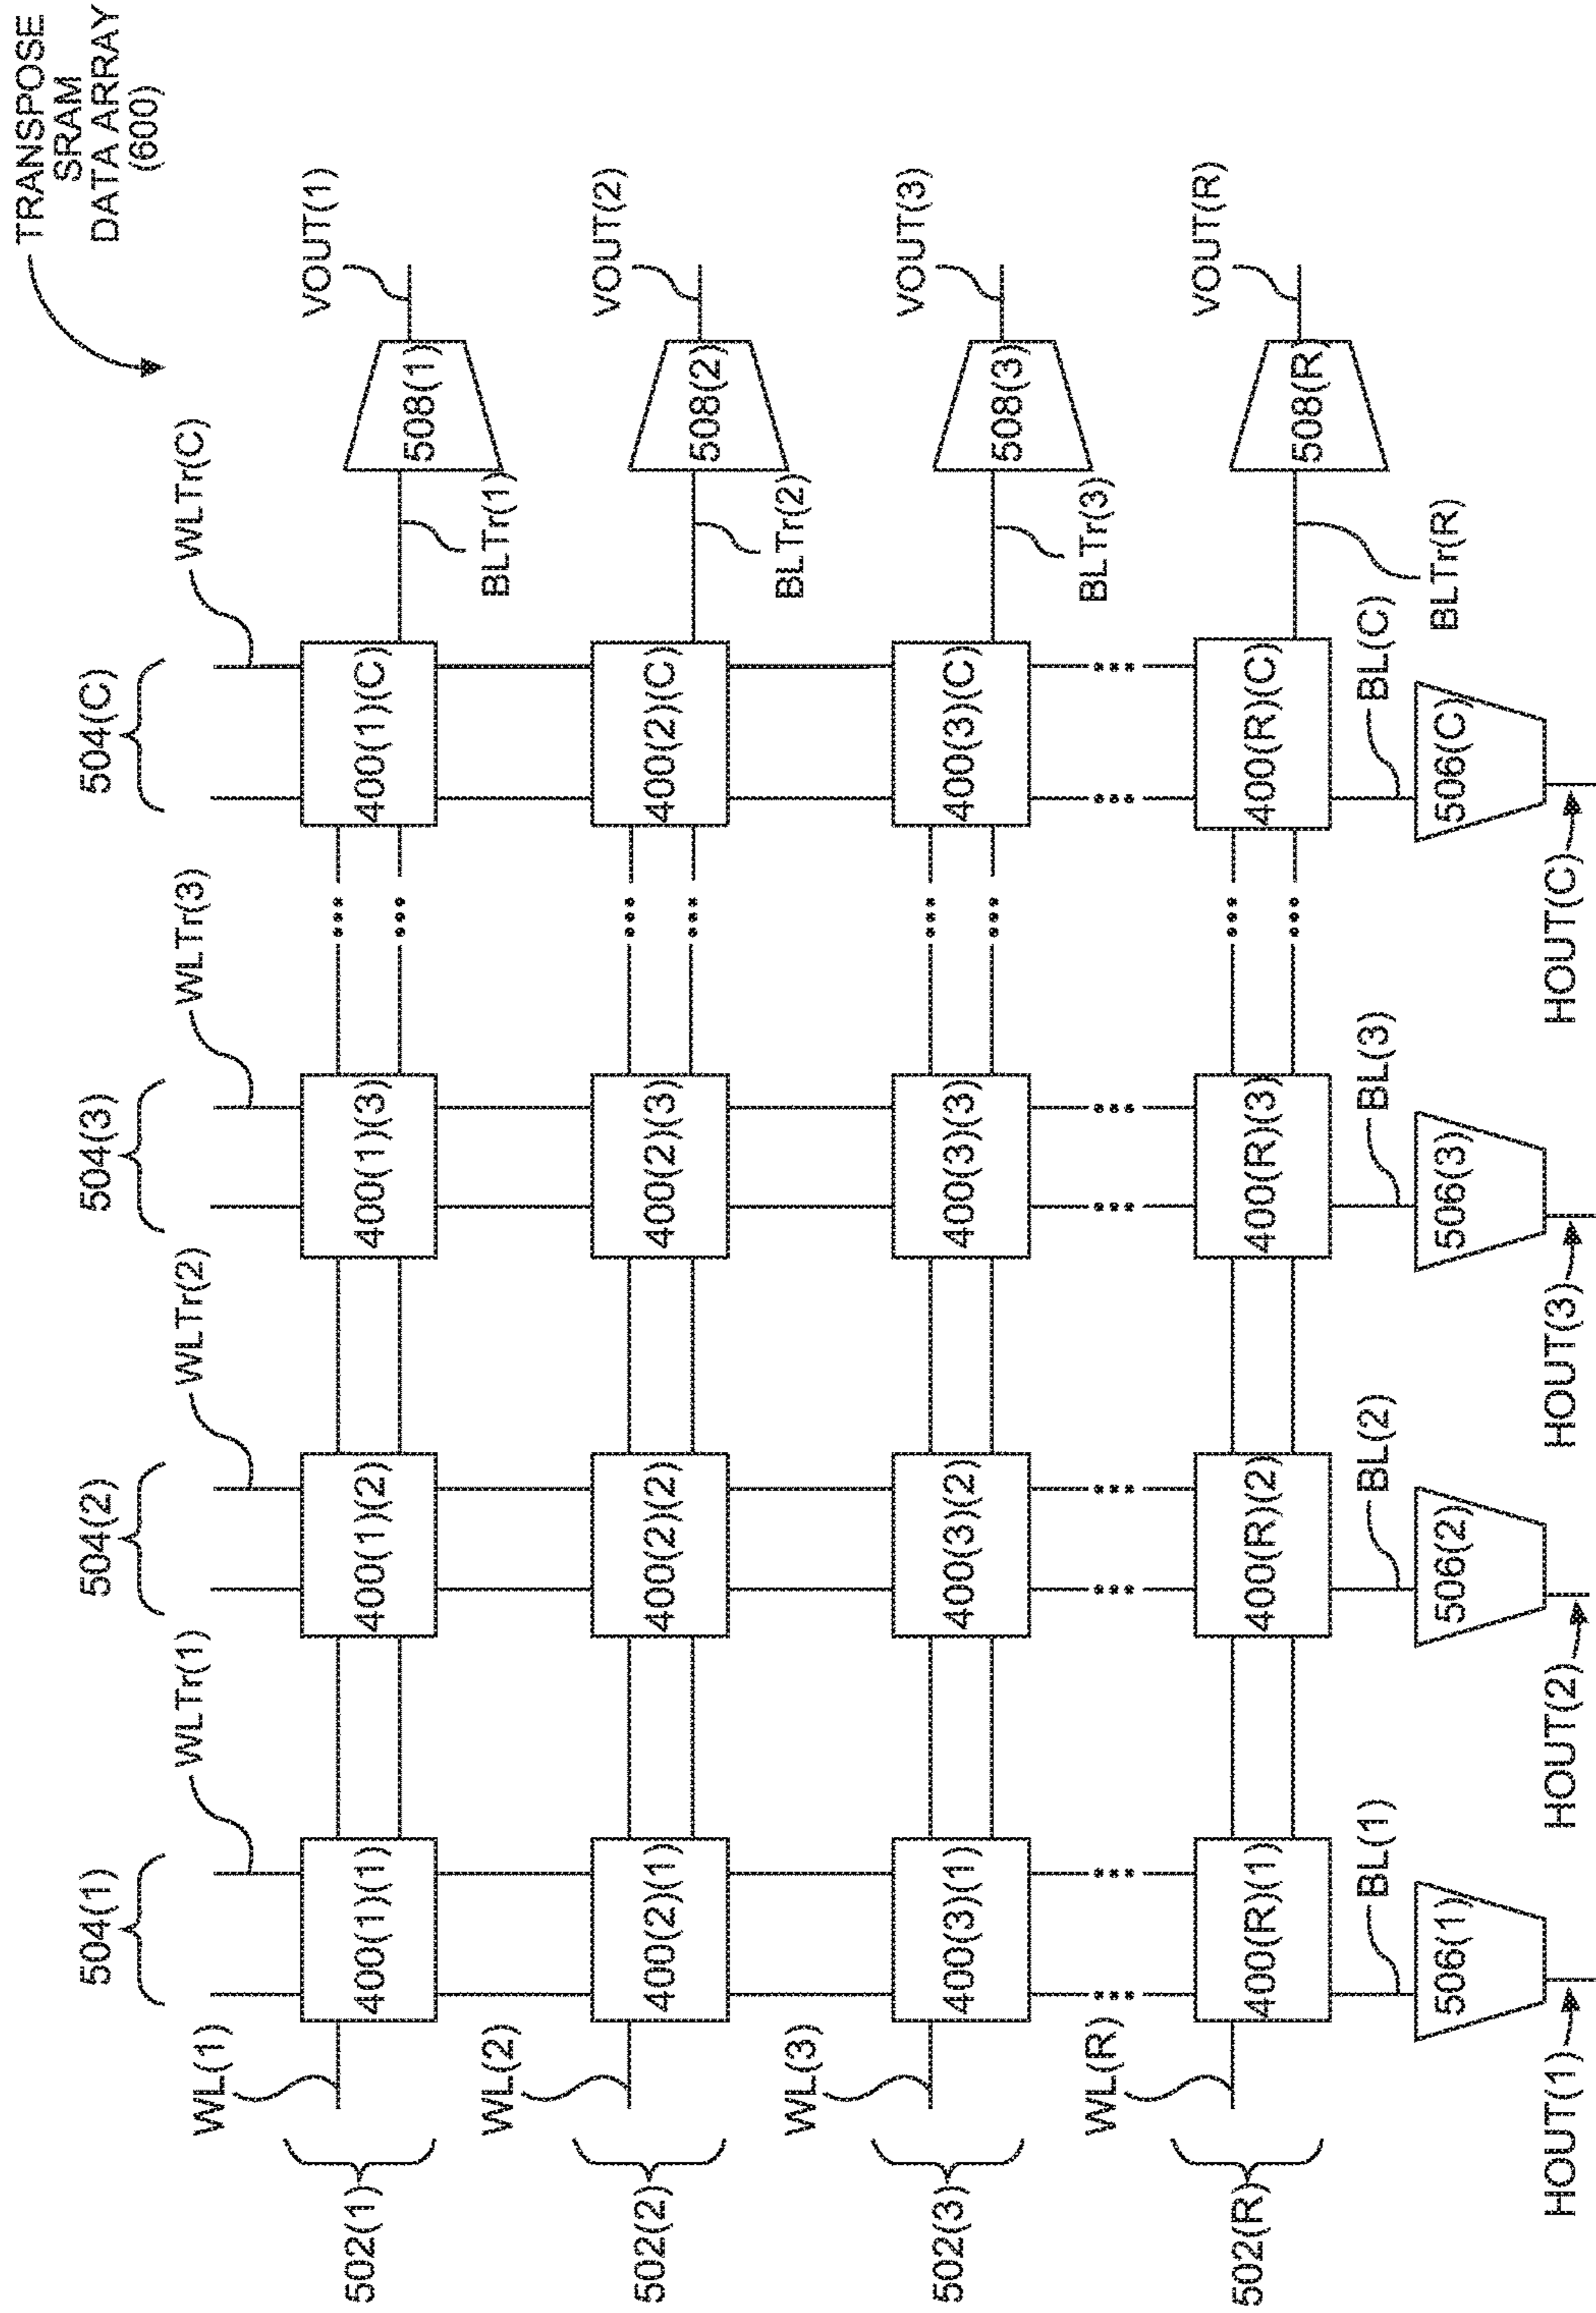 TRANSPOSE
SRAM
DATA ARRAY
(600)
504(1)
504(2)
504(3)
504(C)
WLTr(1)
WLTr(2)
WLTr(3)
WLTr(C)
WL(1)
VOUT(1)
502(1)
400(1)(1)
400(1)(2)
400(1)(3)
400(1)(C)
508(1)
BLTr(1)
WL(2)
VOUT(2)
502(2)
400(2)(1)
400(2)(2)
400(2)(3)
400(2)(C)
508(2)
BLTr(2)
WL(3)
VOUT(3)
502(3)
400(3)(1)
400(3)(2)
400(3)(3)
400(3)(C)
508(3)
BLTr(3)
WL(R)
VOUT(R)
502(R)
400(R)(1)
400(R)(2)
400(R)(3)
400(R)(C)
508(R)
BLTr(R)
BL(1)
BL(2)
BL(3)
BL(C)
506(1)
506(2)
506(3)
506(C)
HOUT(1)
HOUT(2)
HOUT(3)
HOUT(C)